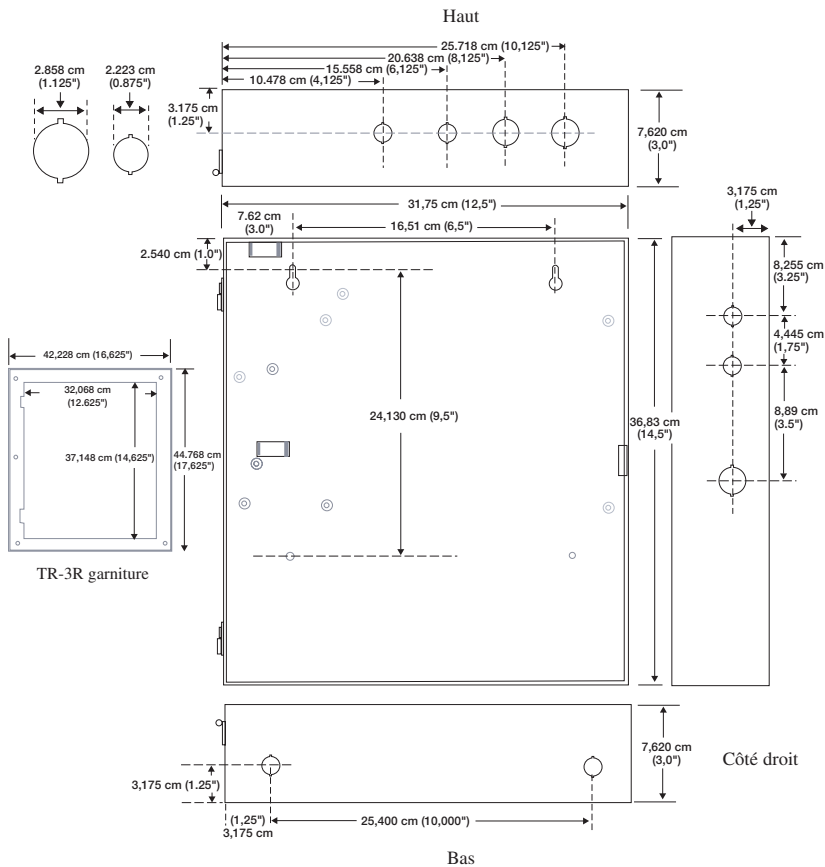 Haut
2.858 cm
(1.125")
2.223 cm
(0.875")
25.718 cm (10,125")
20.638 cm (8,125")
15.558 cm (6,125")
10.478 cm (4,125")
3.175 cm
(1.25")
7,620 cm
(3,0")
31,75 cm (12,5")
3,175 cm
(1,25")
7.62 cm
(3.0")
16,51 cm (6,5")
2.540 cm (1.0")
8,255 cm
(3.25")
4,445 cm
(1,75")
42,228 cm (16,625")
32,068 cm
(12.625")
24,130 cm (9,5")
36,83 cm
(14,5")
8,89 cm
(3.5")
37,148 cm (14,625")
44.768 cm
(17,625")
TR-3R garniture
7,620 cm
(3,0")
Côté droit
3,175 cm (1.25")
(1,25")
3,175 cm
25,400 cm (10,000")
Bas